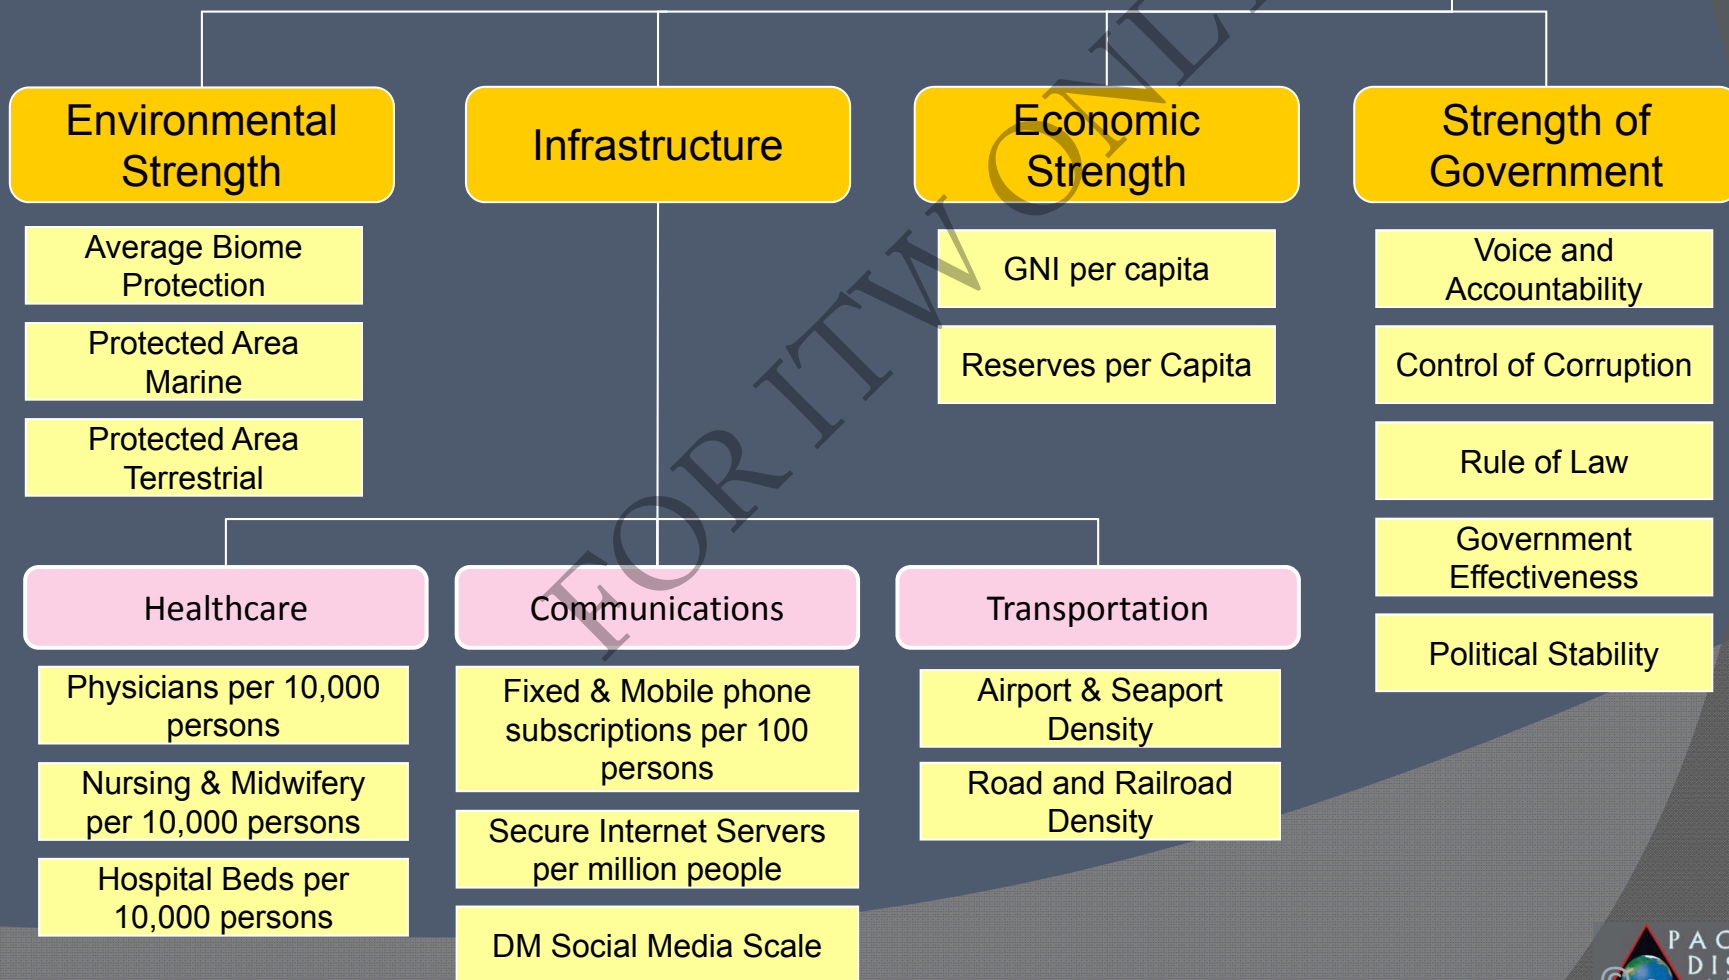 Environmental
Strength
Infrastructure
Economic
Strength
Strength of
Government
Average Biome
Protection
Protected Area
Marine
Protected Area
Terrestrial
GNI per capita
Reserves per Capita
Voice and
Accountability
Control of Corruption
Rule of Law
Government
Effectiveness
Political Stability
Healthcare
Communications
Transportation
Physicians per 10,000
persons
Nursing & Midwifery
per 10,000 persons
Hospital Beds per
10,000 persons
Fixed & Mobile phone
subscriptions per 100
persons
Secure Internet Servers
per million people
DM Social Media Scale
Airport & Seaport
Density
Road and Railroad
Density
FOR ITW ONL
PAC
DIS
©